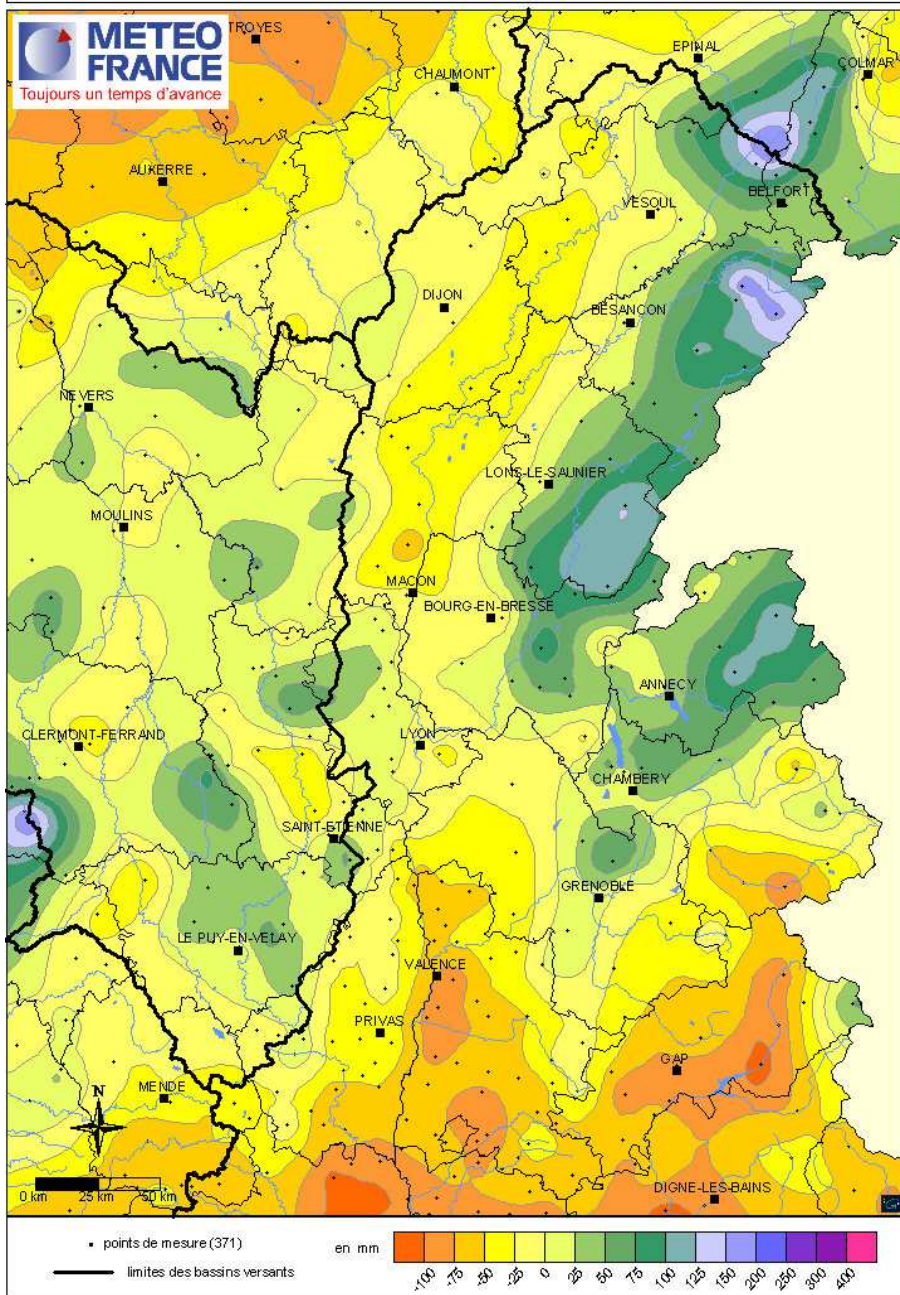 METEO
FRANCE
Toujours un temps d'avance
TROYES
EPINAL
CHAUMONT
COLMAR
AUXERRE
BELFORT
VESOUL
DIJON
BESANCON
NEVERS
LONS-LE-SAUNIER
MOULINS
MACON
BOURG-EN-BRESSE
ANNECY
CLERMONT-FERRAND
LYON
CHAMBERY
SAINT-ETIENNE
GRENOBLE
LE PUY-EN-VELAY
VALENCE
PRIVAS
GAP
MENDE
N
0 km 25 km 50 km
DIGNE-LES-BAINS
points de mesure (371)
limites des bassins versants
en mm
-100 -75 -50 -25 0 25 50 75 100 125 150 200 250 300 400